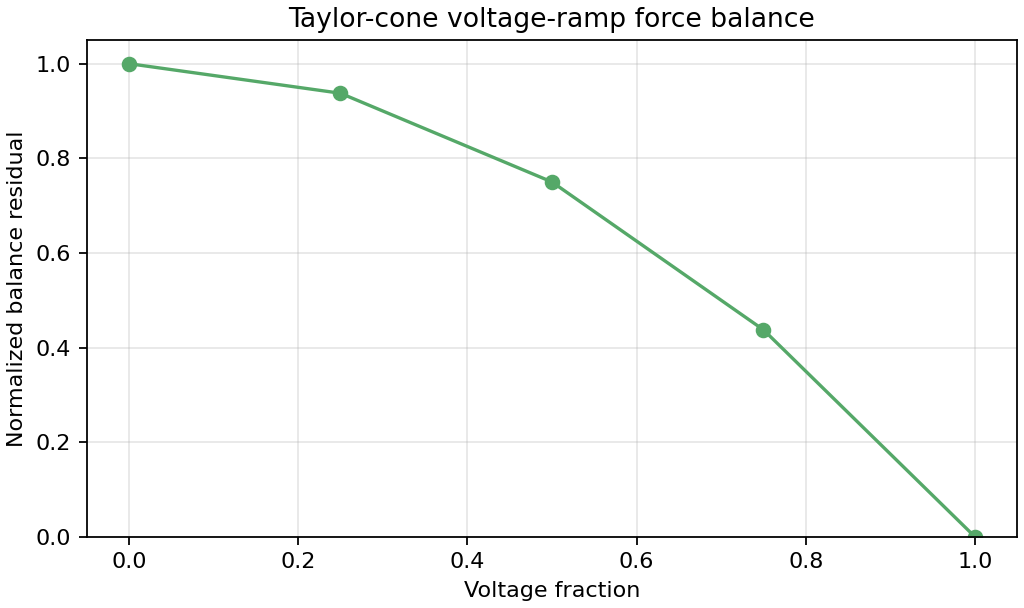 Taylor-cone voltage-ramp force balance
Normalized balance residual
1.0
0.8
0.6
0.4
0.2
0.0
0.0 0.2 0.4 0.6 0.8 1.0
Voltage fraction